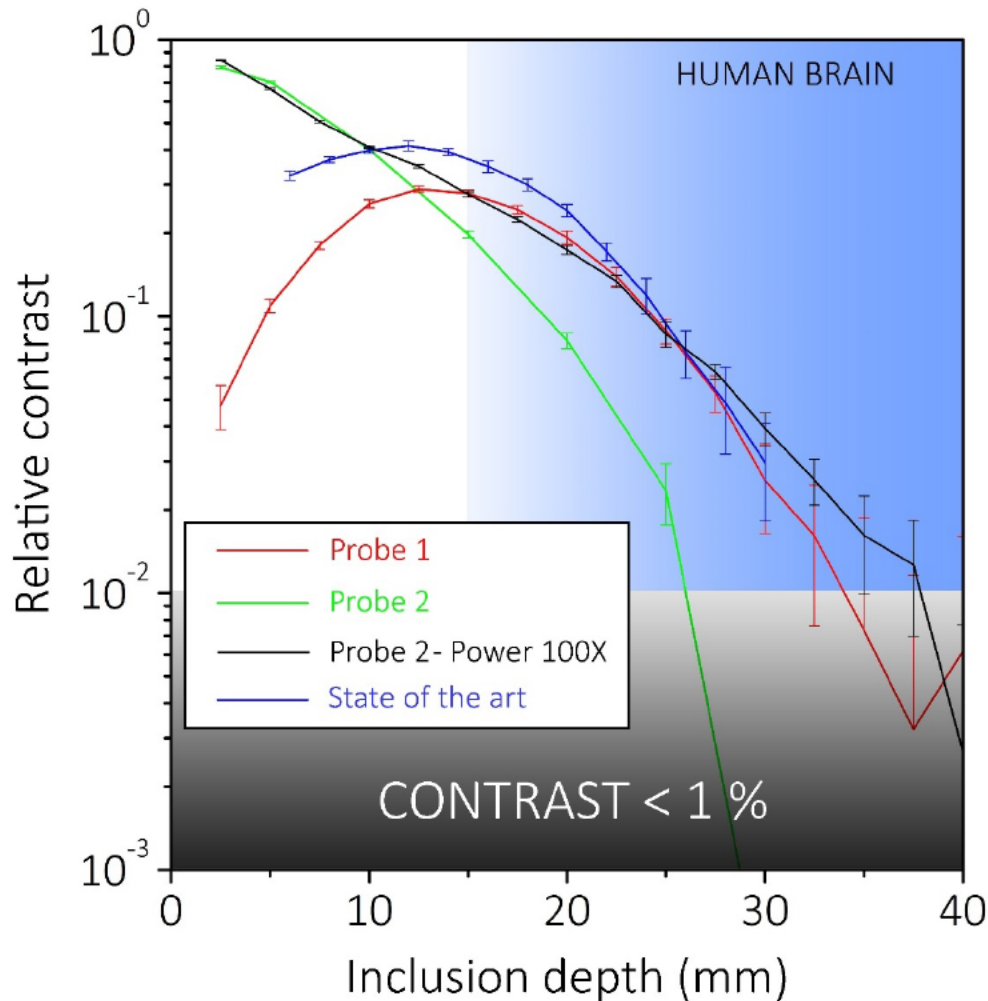 10^0
HUMAN BRAIN
10^-1
Relative contrast
Probe 1
10^-2
Probe 2
Probe 2- Power 100X
State of the art
CONTRAST < 1 %
10^-3
0 10 20 30 40
Inclusion depth (mm)